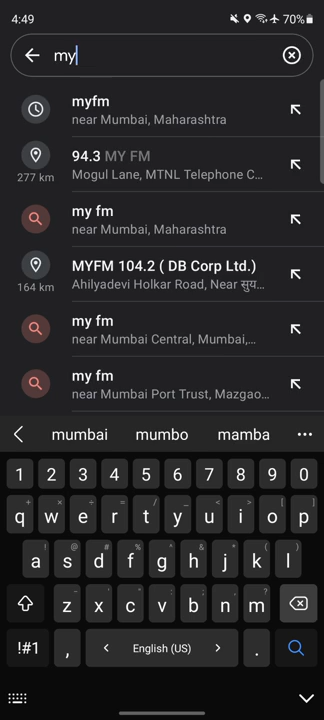 4:49 70%
my
myfm
near Mumbai, Maharashtra
94.3 MY FM
Mogul Lane, MTNL Telephone C...
277 km
my fm
near Mumbai, Maharashtra
MYFM 104.2 ( DB Corp Ltd.)
Ahilyadevi Holkar Road, Near सुय...
164 km
my fm
near Mumbai Central, Mumbai,...
my fm
near Mumbai Port Trust, Mazgao...
mumbai mumbo mamba
1 2 3 4 5 6 7 8 9 0
+ × ÷ = / _ < > [ ]
q w e r t y u i o p
! @ # % ^ & * ( )
a s d f g h j k l
- ' " : ; , ?
z x c v b n m
!#1 , < English (US) > .